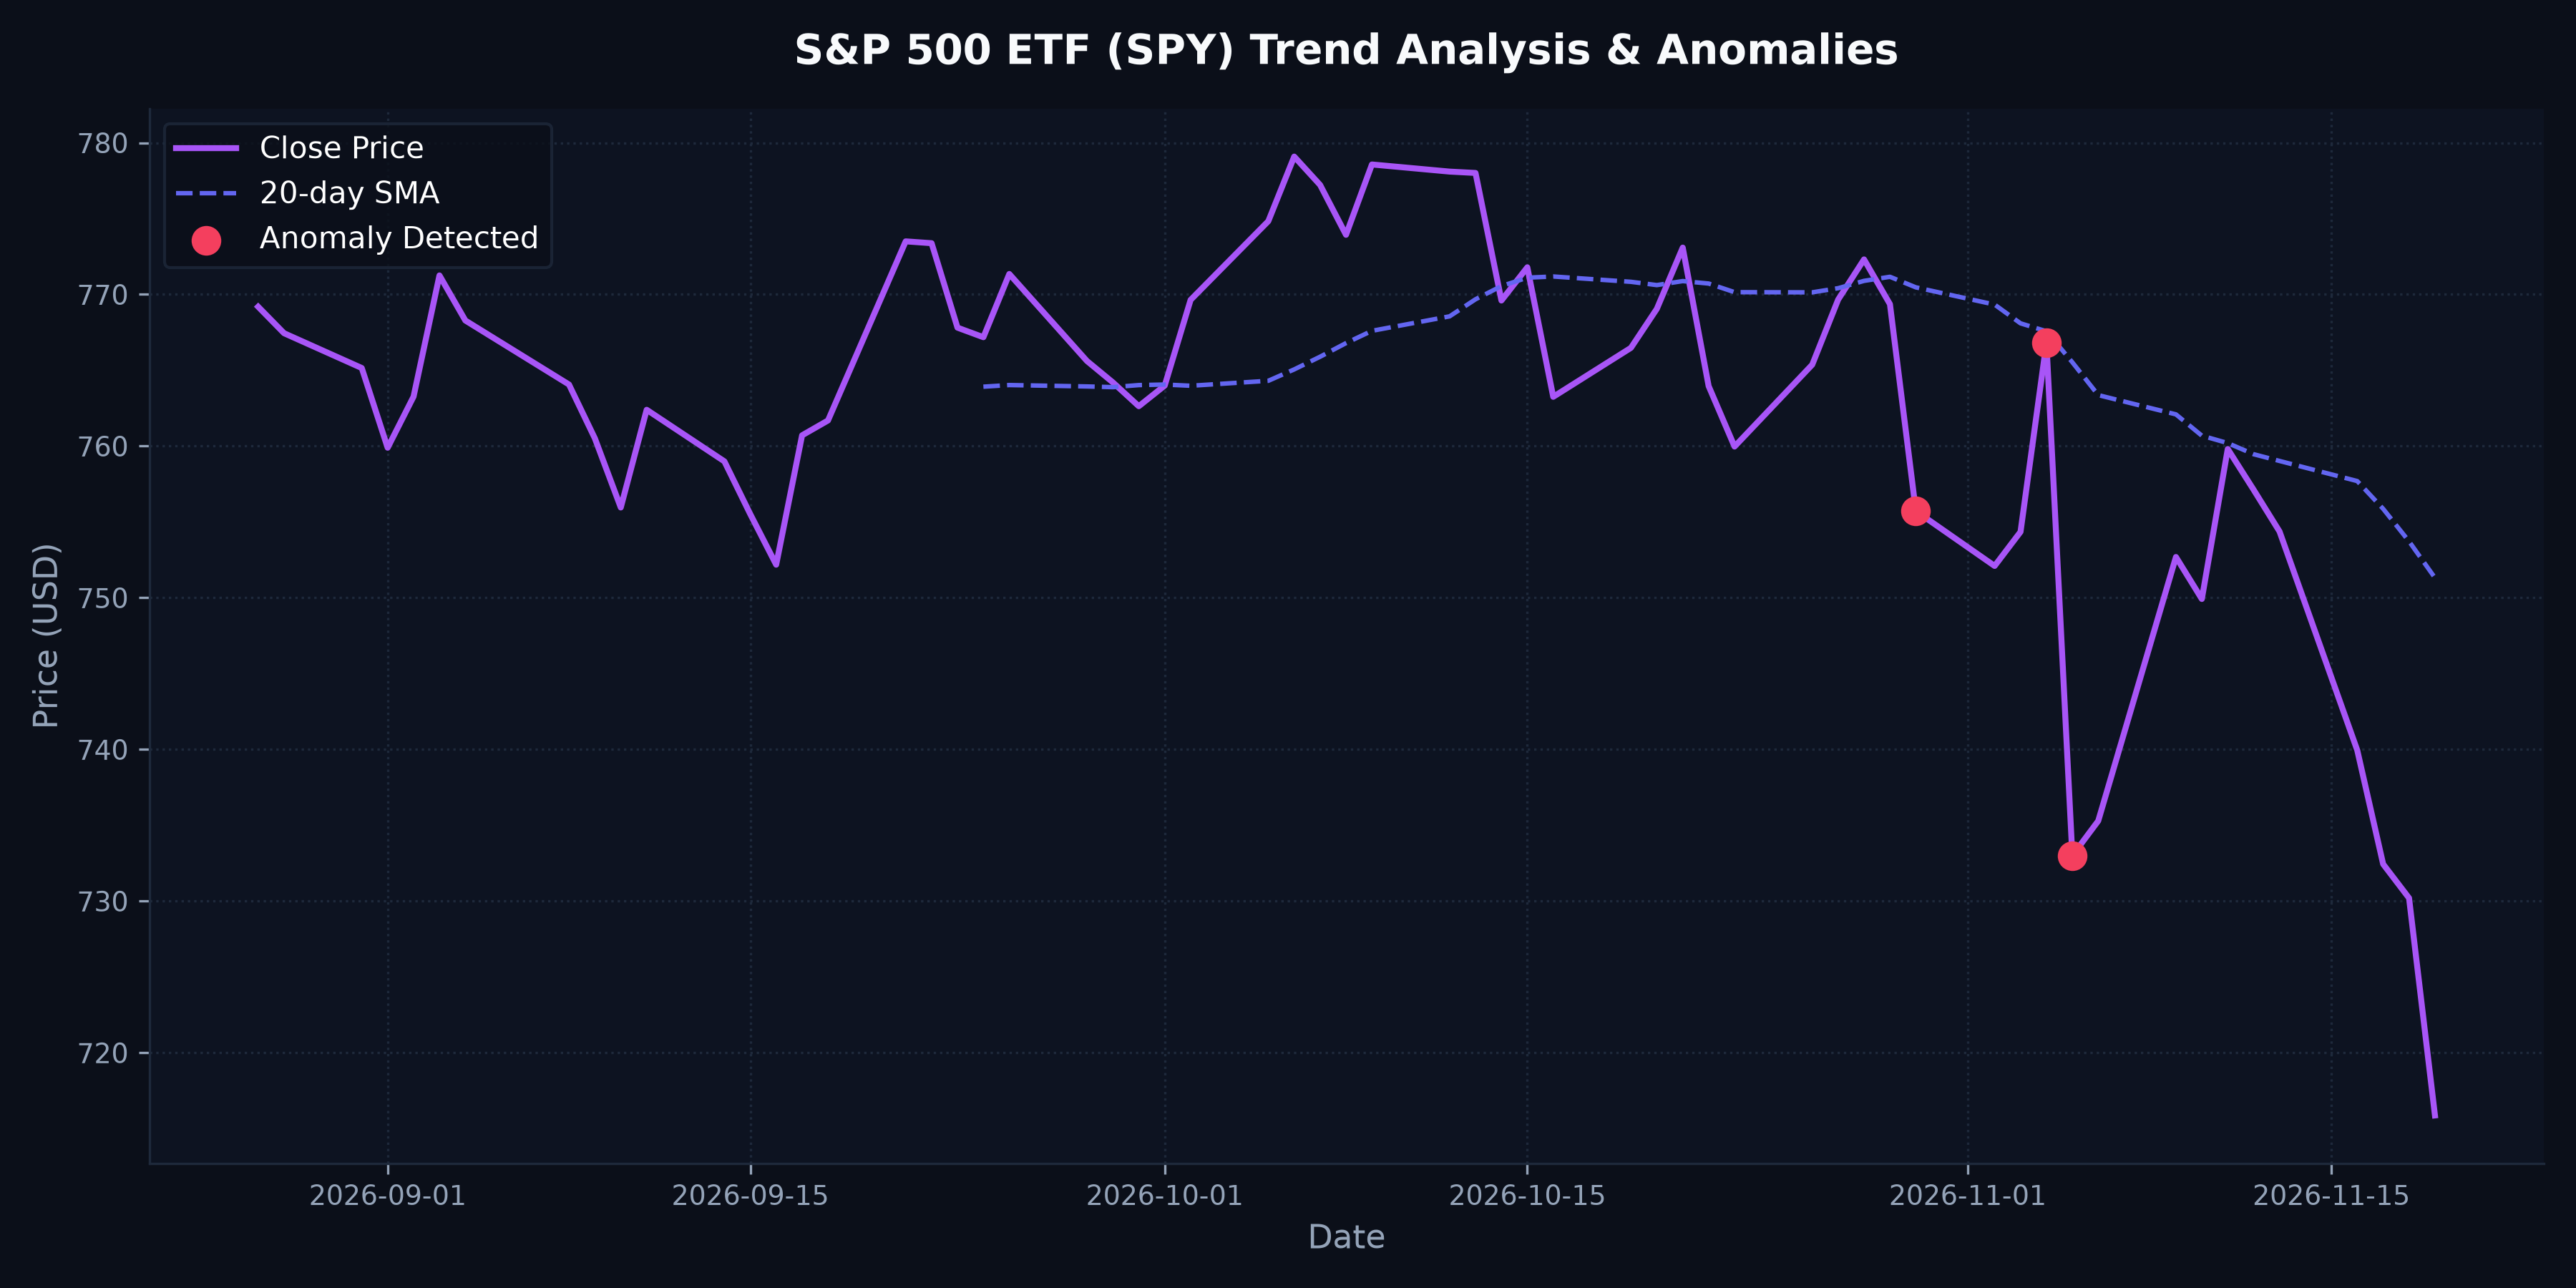 S&P 500 ETF (SPY) Trend Analysis & Anomalies
Close Price
20-day SMA
Anomaly Detected
Price (USD)
780
770
760
750
740
730
720
2026-09-01
2026-09-15
2026-10-01
2026-10-15
2026-11-01
2026-11-15
Date